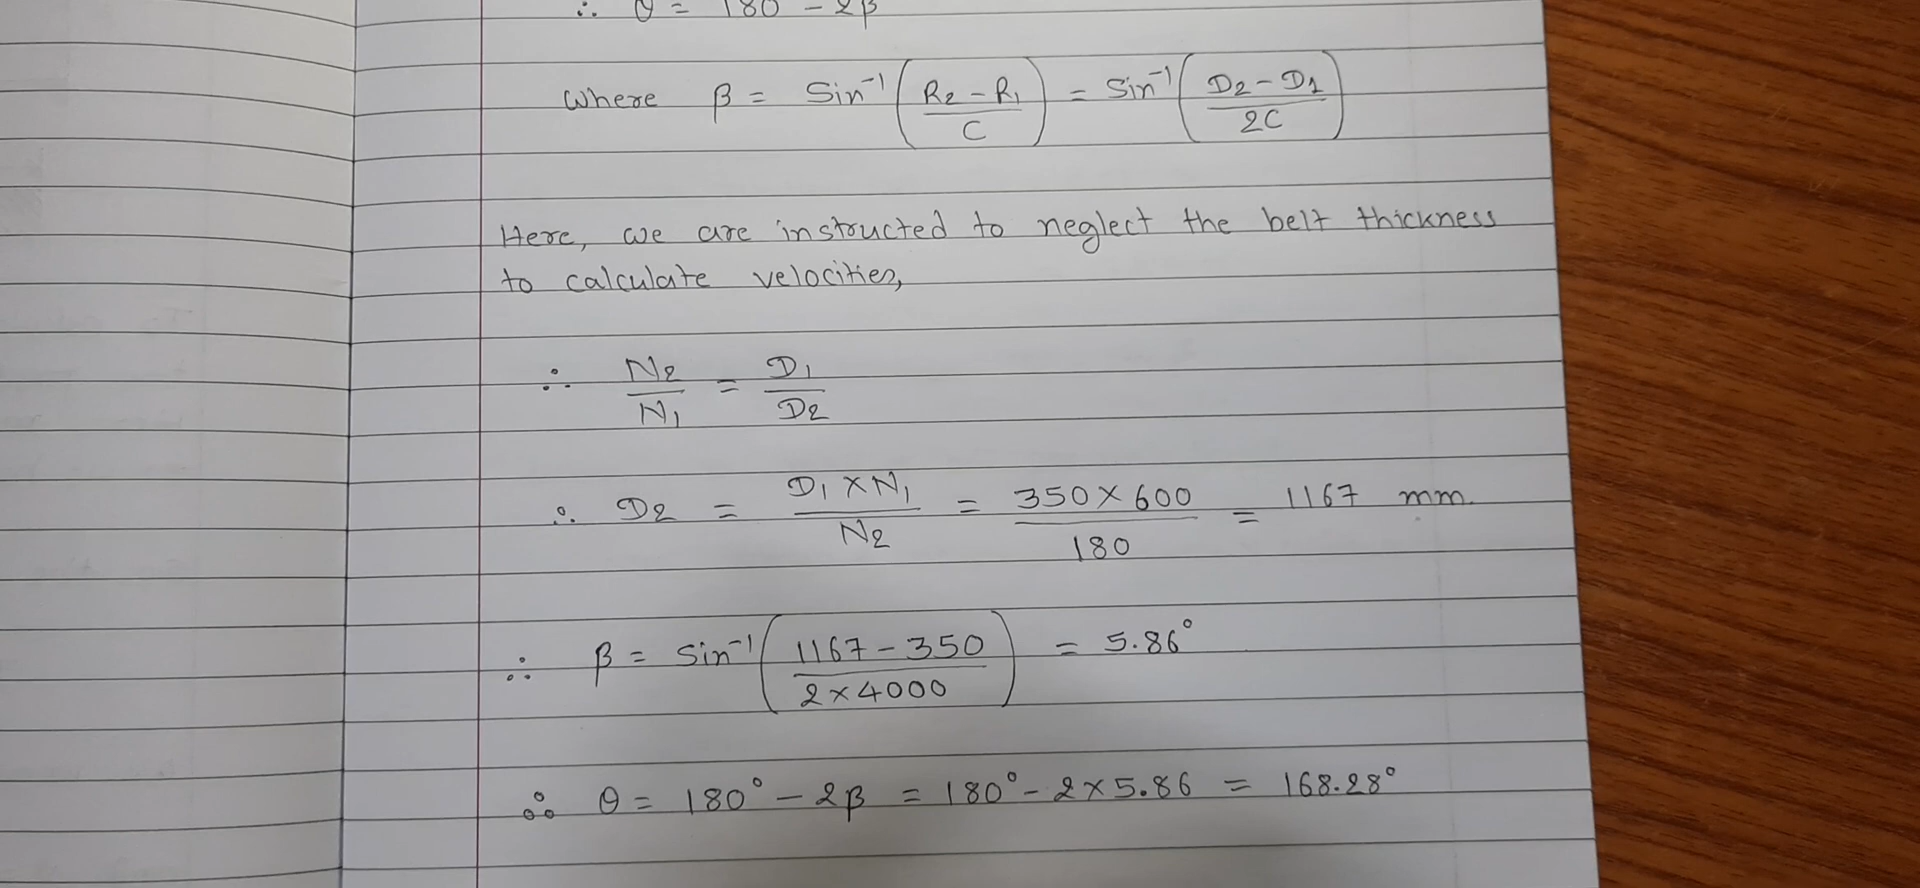 ∴ θ = 180 - 2β
where β = Sin⁻¹((R2 - R1)/C) = Sin⁻¹((D2 - D1)/2C)
Here, we are instructed to neglect the belt thickness
to calculate velocities,
∴ N2/N1 = D1/D2
∴ D2 = (D1 × N1)/N2 = (350 × 600)/180 = 1167 mm.
∴ β = Sin⁻¹((1167 - 350)/(2 × 4000)) = 5.86°
∴ θ = 180° - 2β = 180° - 2 × 5.86 = 168.28°